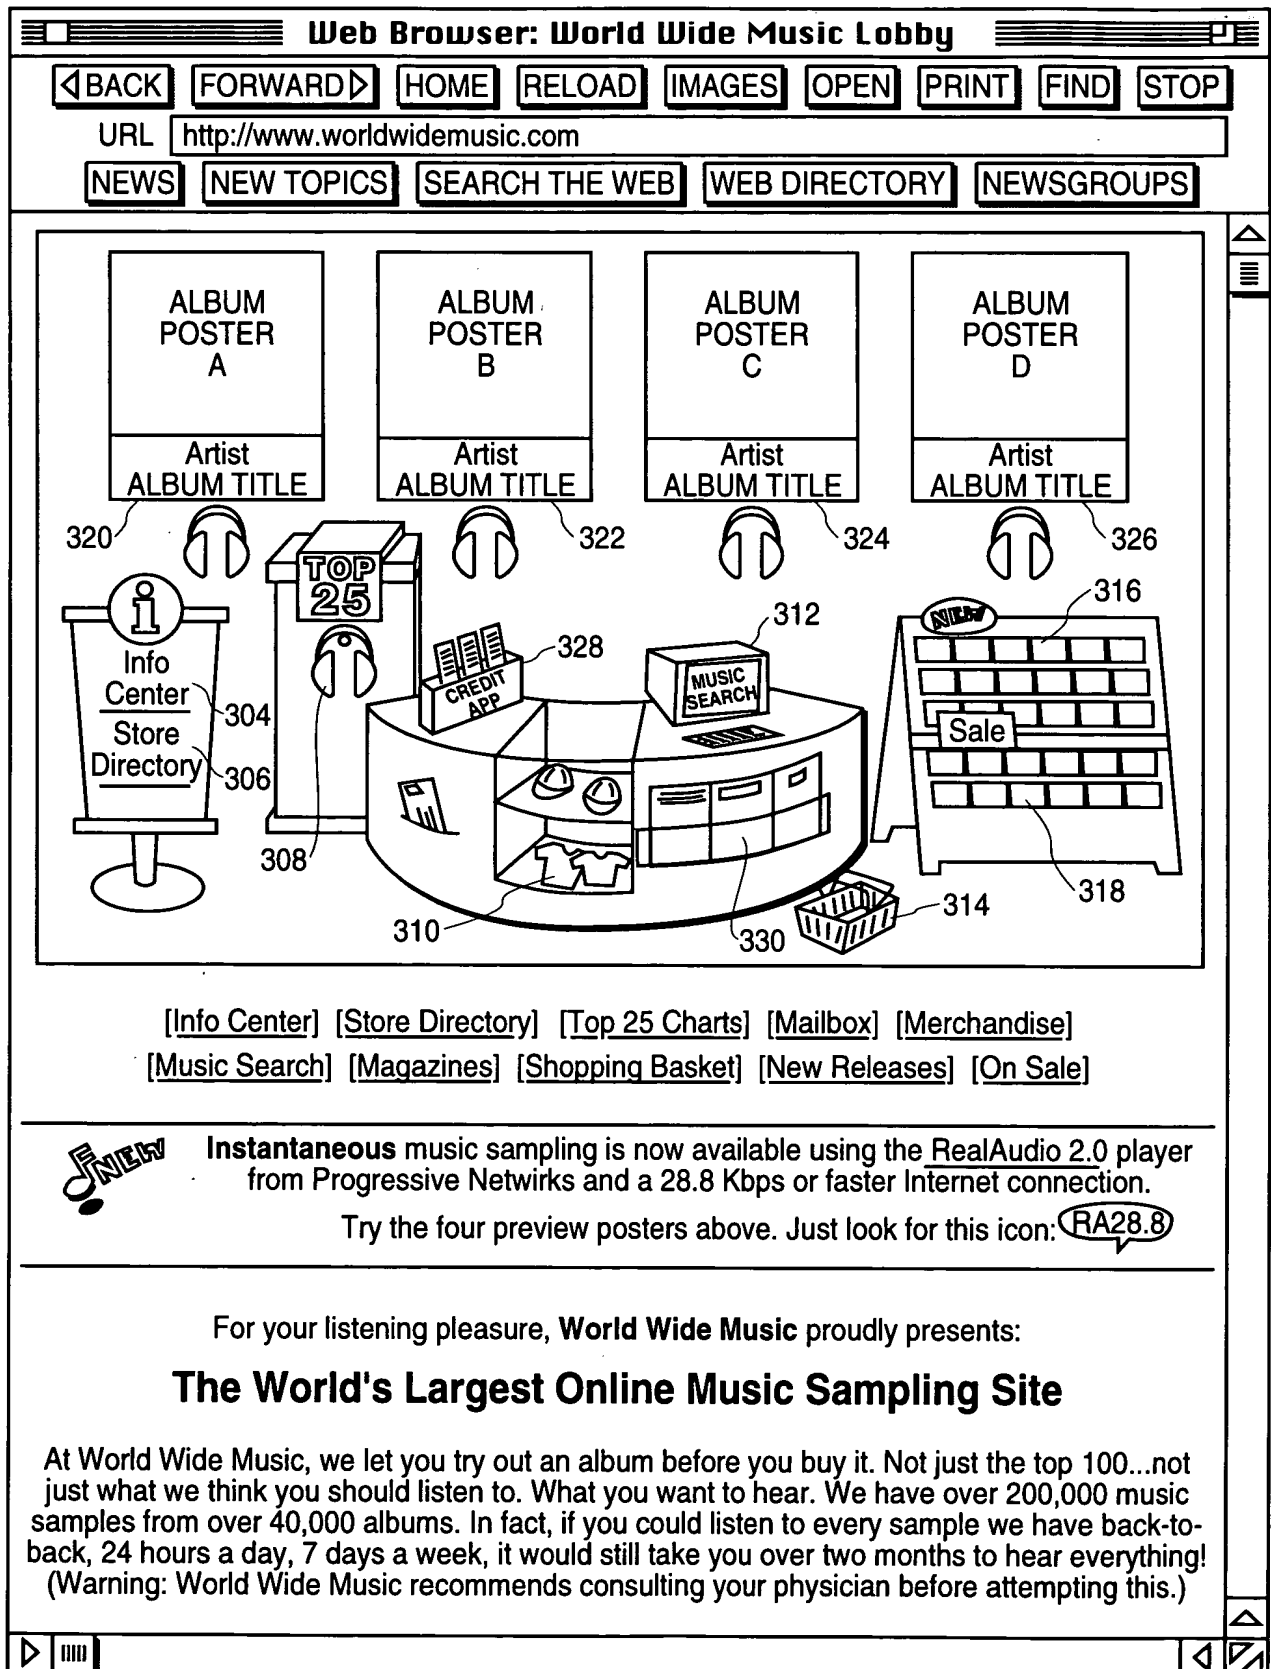 Web Browser: World Wide Music Lobby
BACK FORWARD HOME RELOAD IMAGES OPEN PRINT FIND STOP
URL http://www.worldwidemusic.com
NEWS NEW TOPICS SEARCH THE WEB WEB DIRECTORY NEWSGROUPS
ALBUM POSTER A
ALBUM POSTER B
ALBUM POSTER C
ALBUM POSTER D
Artist Artist Artist Artist
ALBUM TITLE ALBUM TITLE ALBUM TITLE ALBUM TITLE
320 322 324 326
TOP
25
i
Info
Center
304
Store
Directory
306
308
CREDIT
APP
328
MUSIC
SEARCH
312
NEW
316
Sale
318
310
330
314
[Info Center] [Store Directory] [Top 25 Charts] [Mailbox] [Merchandise]
[Music Search] [Magazines] [Shopping Basket] [New Releases] [On Sale]
NEW
Instantaneous music sampling is now available using the RealAudio 2.0 player
from Progressive Netwirks and a 28.8 Kbps or faster Internet connection.
Try the four preview posters above. Just look for this icon: RA28.8
For your listening pleasure, World Wide Music proudly presents:
The World's Largest Online Music Sampling Site
At World Wide Music, we let you try out an album before you buy it. Not just the top 100...not
just what we think you should listen to. What you want to hear. We have over 200,000 music
samples from over 40,000 albums. In fact, if you could listen to every sample we have back-to-
back, 24 hours a day, 7 days a week, it would still take you over two months to hear everything!
(Warning: World Wide Music recommends consulting your physician before attempting this.)